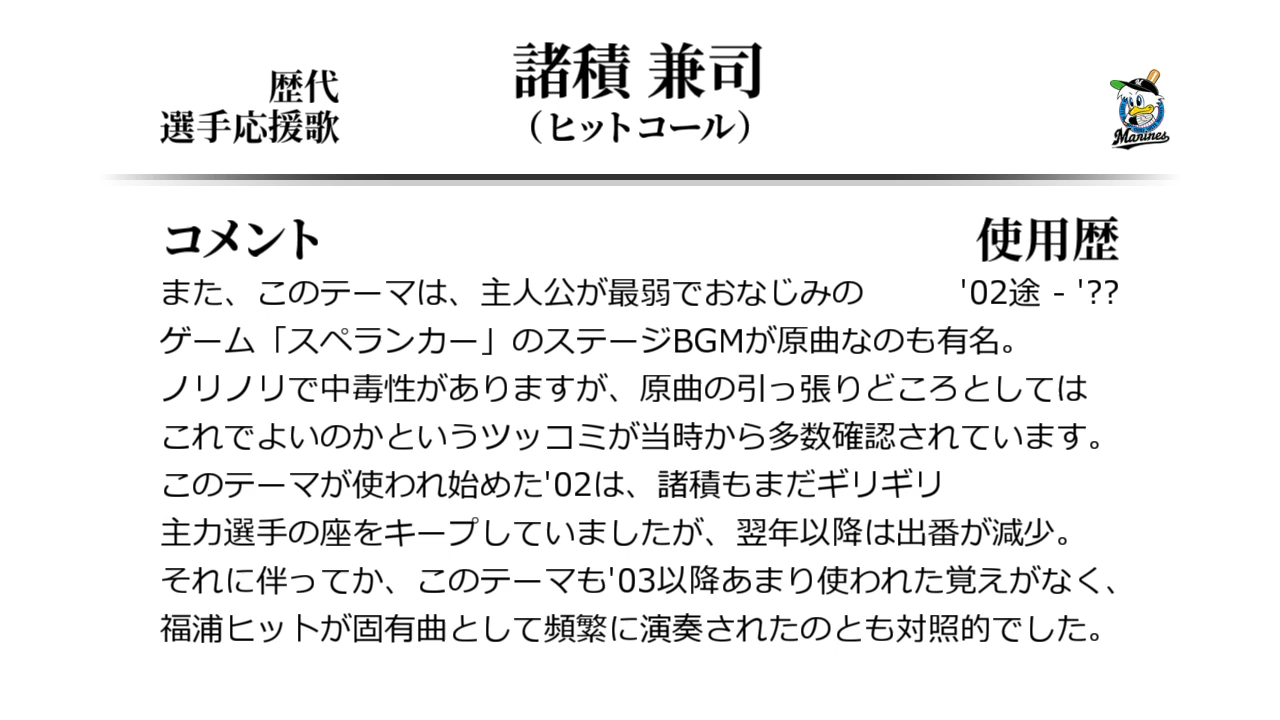 歴代
選手応援歌
諸積 兼司
（ヒットコール）
Marines
コメント
使用歴
'02途 - '??
また、このテーマは、主人公が最弱でおなじみの
ゲーム「スペランカー」のステージBGMが原曲なのも有名。
ノリノリで中毒性がありますが、原曲の引っ張りどころとしては
これでよいのかというツッコミが当時から多数確認されています。
このテーマが使われ始めた'02は、諸積もまだギリギリ
主力選手の座をキープしていましたが、翌年以降は出番が減少。
それに伴ってか、このテーマも'03以降あまり使われた覚えがなく、
福浦ヒットが固有曲として頻繁に演奏されたのとも対照的でした。